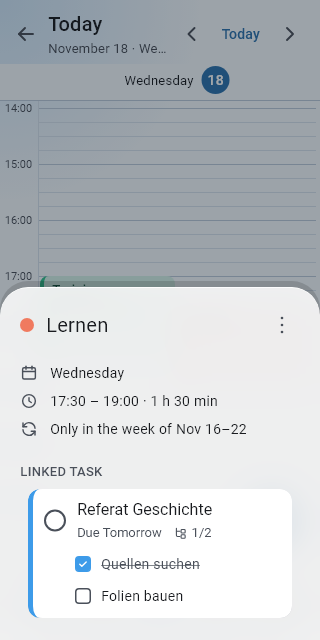 Today
November 18 · We...
Today
Wednesday 18
14:00
15:00
16:00
17:00
Lernen
Wednesday
17:30 – 19:00 · 1 h 30 min
Only in the week of Nov 16–22
LINKED TASK
Referat Geschichte
Due Tomorrow 1/2
Quellen suchen
Folien bauen